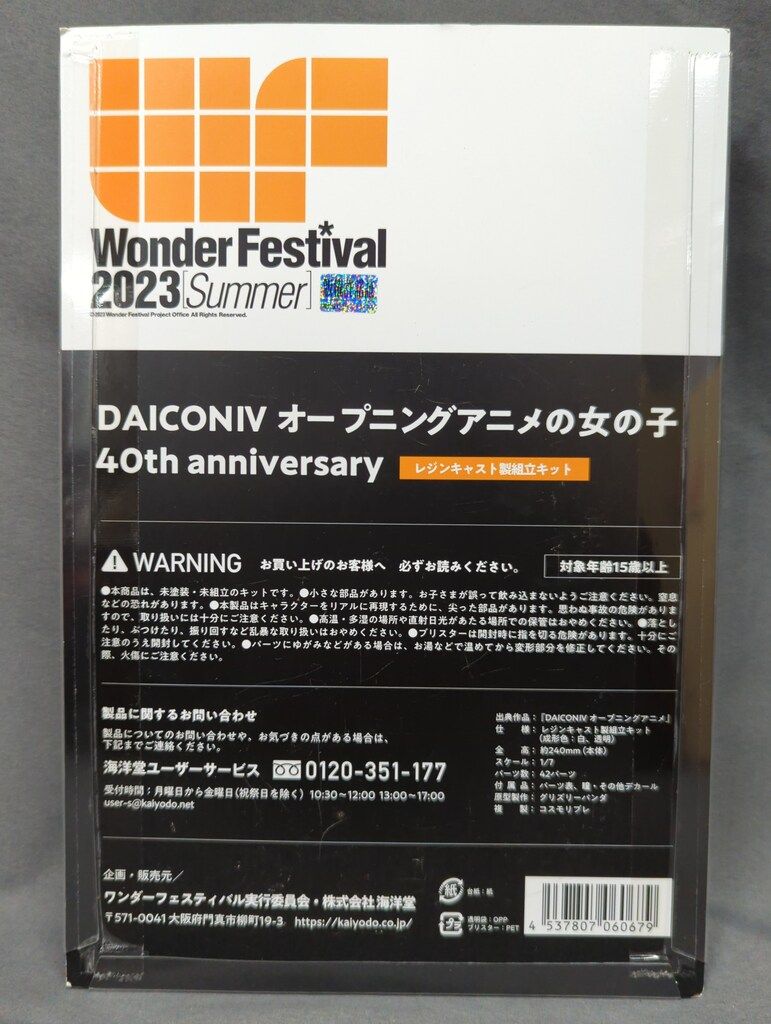 Wonder Festival
2023[Summer]
©2023 Wonder Festival Project Office All Rights Reserved.
DAICONIV オープニングアニメの女の子
40th anniversary
レジンキャスト製組立キット
WARNING お買い上げのお客様へ 必ずお読みください。 対象年齢15歳以上
●本商品は、未塗装・未組立のキットです。●小さな部品があります。お子さまが誤って飲み込まないようご注意ください。窒息
などの恐れがあります。●本製品はキャラクターをリアルに再現するために、尖った部品があります。思わぬ事故の危険がありま
すので、取り扱いには十分にご注意ください。●高温・多湿の場所や直射日光があたる場所での保管はおやめください。●落とし
たり、ぶつけたり、振り回すなど乱暴な取り扱いはおやめください。●ブリスターは開封時に指を切る危険があります。十分にご
注意のうえ開封してください。●パーツにゆがみなどがある場合は、お湯などで温めてから変形部分を修正してください。その
際、火傷にご注意ください。
製品に関するお問い合わせ
製品についてのお問い合わせや、お気づきの点がある場合は、
下記までご連絡ください。
海洋堂ユーザーサービス 0120-351-177
受付時間：月曜日から金曜日(祝祭日を除く) 10:30～12:00 13:00～17:00
user-s@kaiyodo.net
出典作品：『DAICONIV オープニングアニメ』
仕 様：レジンキャスト製組立キット
(成形色：白、透明)
全 高：約240mm(本体)
スケール：1/7
パーツ数：42パーツ
付属品：パーツ表、瞳・その他デカール
原型製作：グリズリーパンダ
複 製：コスモリプレ
企画・販売元／
ワンダーフェスティバル実行委員会・株式会社 海洋堂
〒571-0041 大阪府門真市柳町19-3 https://kaiyodo.co.jp/
紙 台紙：紙
プラ 透明袋：OPP
ブリスター：PET
4 537807 060679